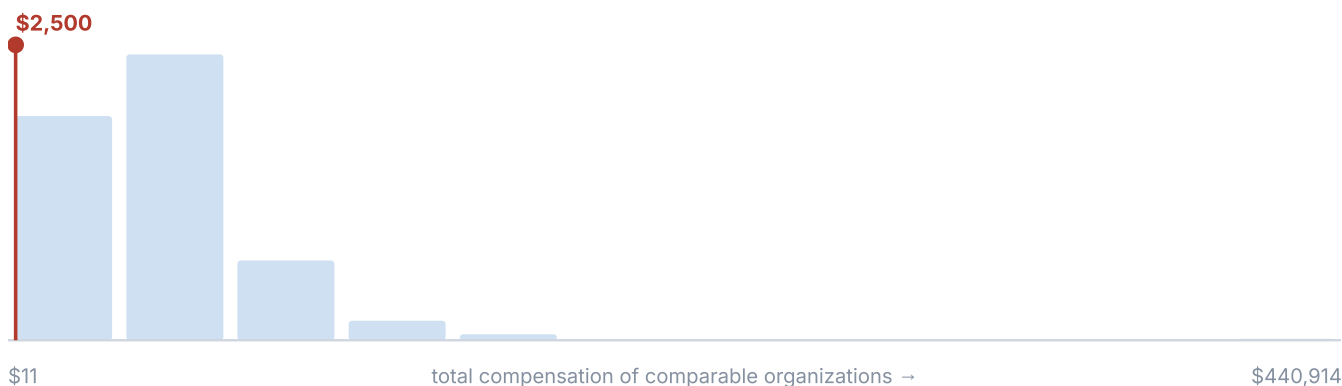 $2,500
$11 total compensation of comparable organizations → $440,914